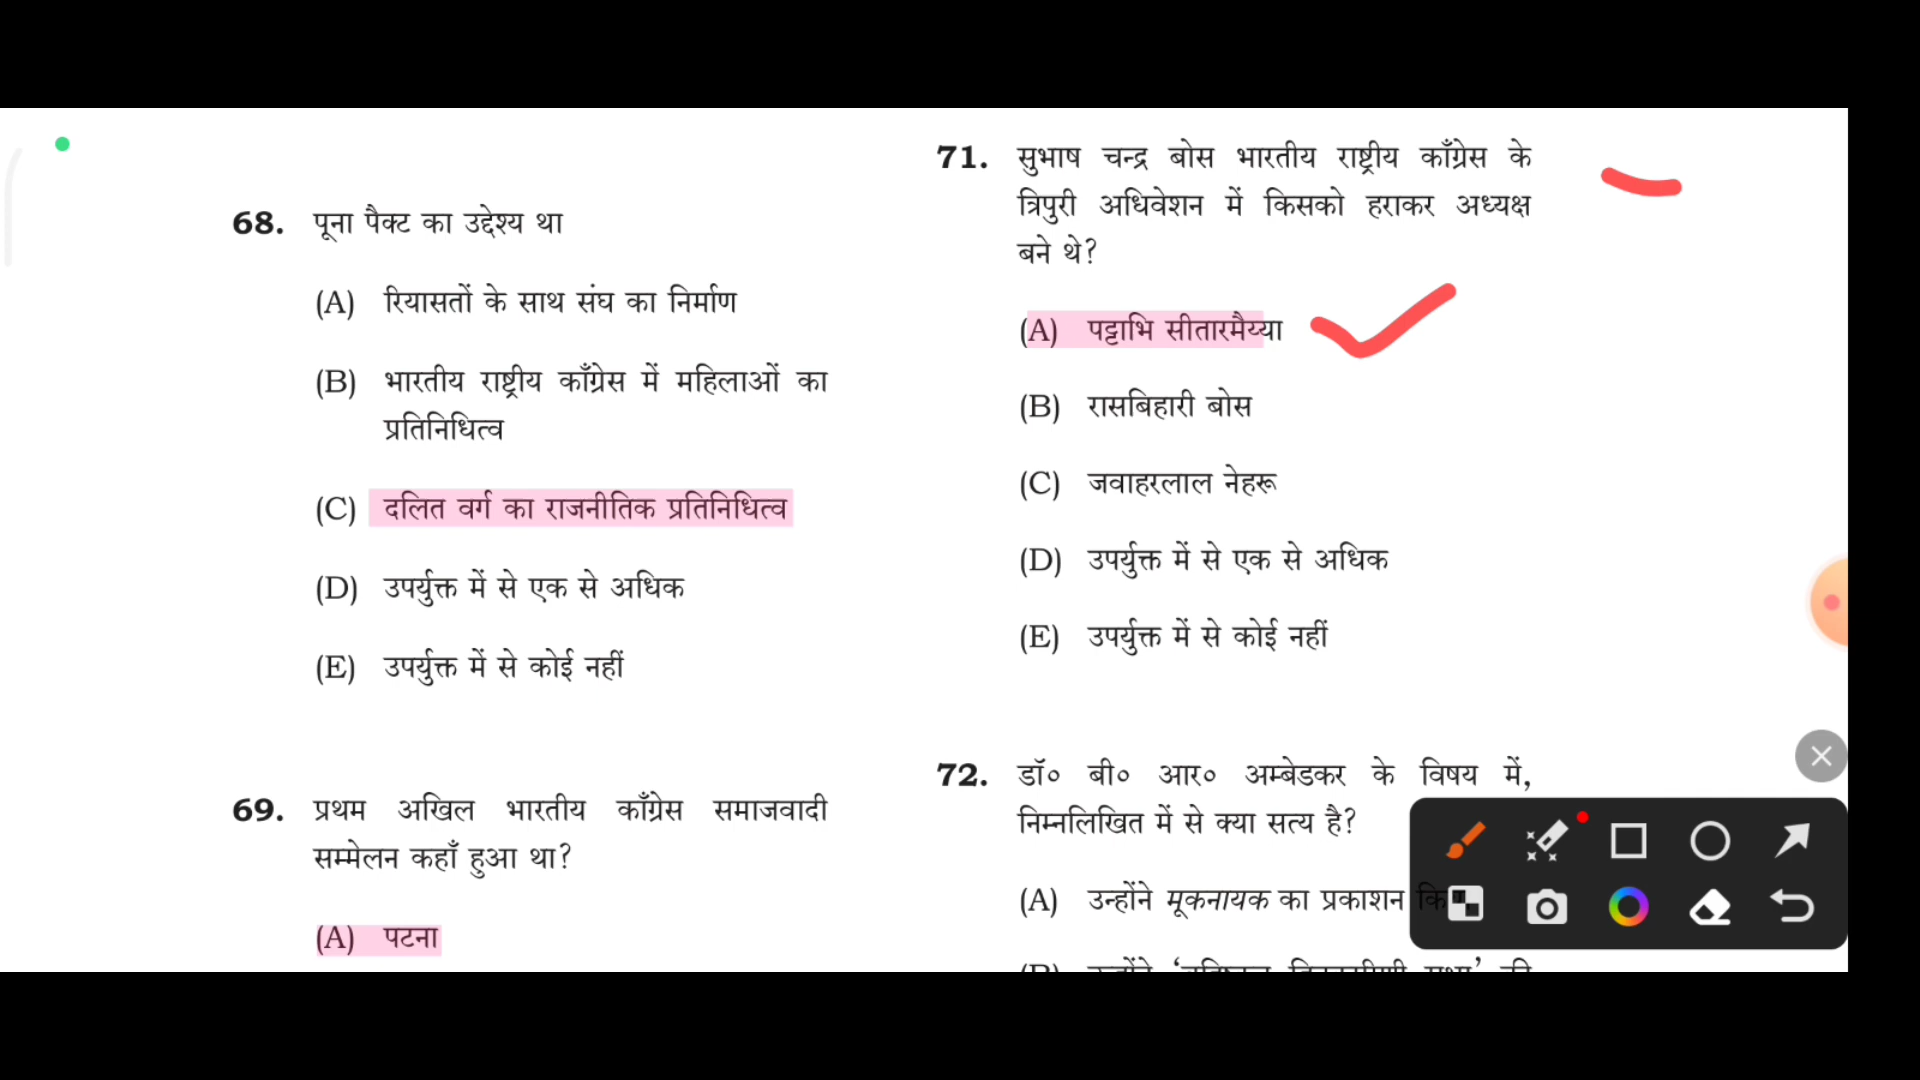 68. पूना पैक्ट का उद्देश्य था
(A) रियासतों के साथ संघ का निर्माण
(B) भारतीय राष्ट्रीय काँग्रेस में महिलाओं का
प्रतिनिधित्व
(C) दलित वर्ग का राजनीतिक प्रतिनिधित्व
(D) उपर्युक्त में से एक से अधिक
(E) उपर्युक्त में से कोई नहीं
69. प्रथम अखिल भारतीय काँग्रेस समाजवादी
सम्मेलन कहाँ हुआ था?
(A) पटना
71. सुभाष चन्द्र बोस भारतीय राष्ट्रीय काँग्रेस के
त्रिपुरी अधिवेशन में किसको हराकर अध्यक्ष
बने थे?
(A) पट्टाभि सीतारमैय्या
(B) रासबिहारी बोस
(C) जवाहरलाल नेहरू
(D) उपर्युक्त में से एक से अधिक
(E) उपर्युक्त में से कोई नहीं
72. डॉ० बी० आर० अम्बेडकर के विषय में,
निम्नलिखित में से क्या सत्य है?
(A) उन्होंने मूकनायक का प्रकाशन